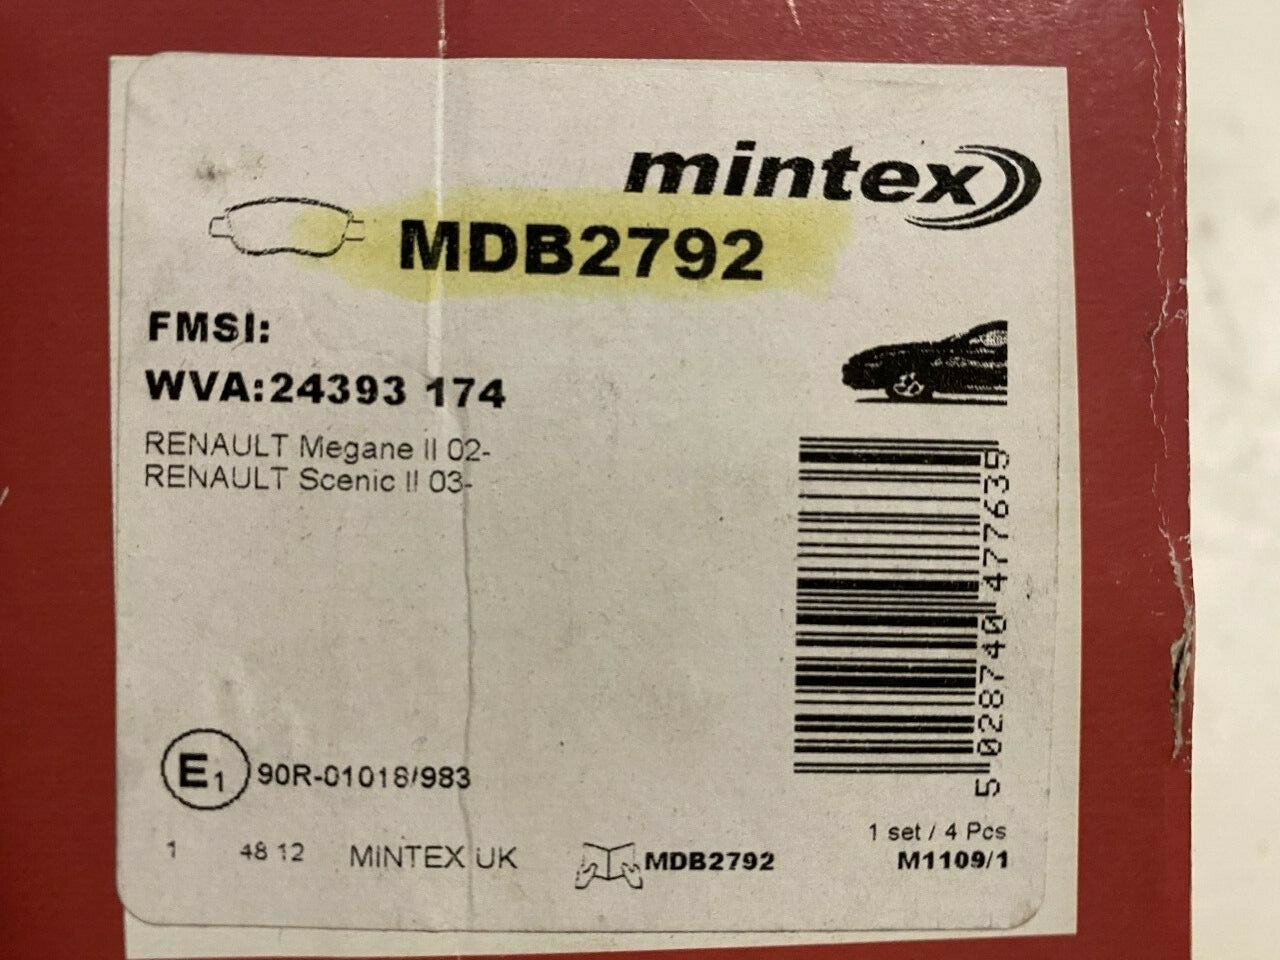 mintex
MDB2792
FMSI:
WVA:24393 174
RENAULT Megane II 02-
RENAULT Scenic II 03-
5 028740 477635
E1 90R-01018/983
1 set / 4 Pcs
1 48 12 MINTEX UK MDB2792 M1109/1